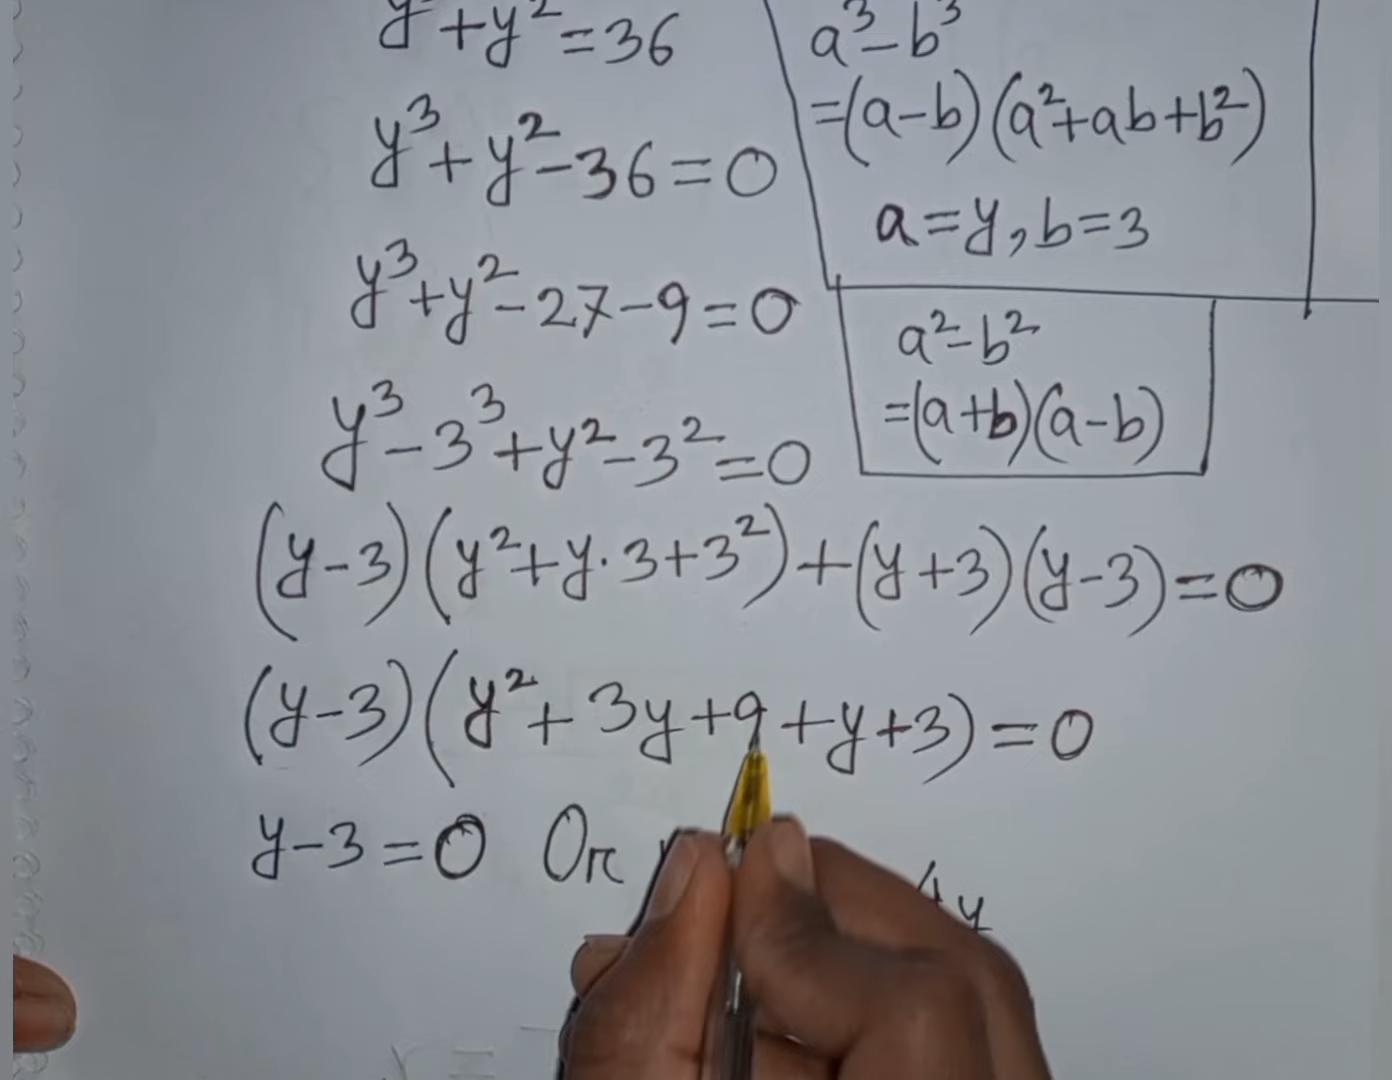 y³+y²=36
y³+y²-36=0
y³+y²-27-9=0
y³-3³+y²-3²=0
(y-3)(y²+y·3+3²)+(y+3)(y-3)=0
(y-3)(y²+3y+9+y+3)=0
y-3=0 Or
4y
a³-b³
=(a-b)(a²+ab+b²)
a=y,b=3
a²-b²
=(a+b)(a-b)